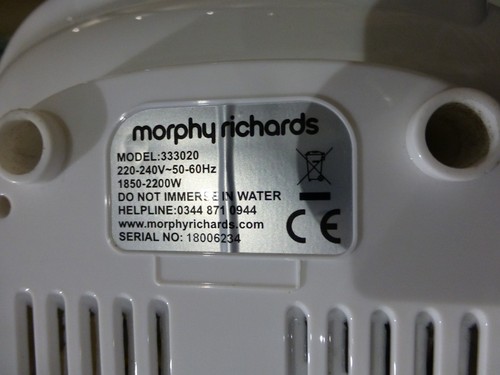 morphy richards
MODEL:333020
220-240V~50-60Hz
1850-2200W
DO NOT IMMERSE IN WATER
HELPLINE:0344 871 0944
www.morphyrichards.com
SERIAL NO: 18006234
CE